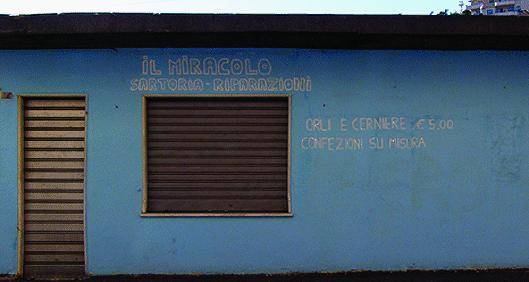 IL MIRACOLO
SARTORIA - RIPARAZIONI
ORLI E CERNIERE € 5,00
CONFEZIONI SU MISURA